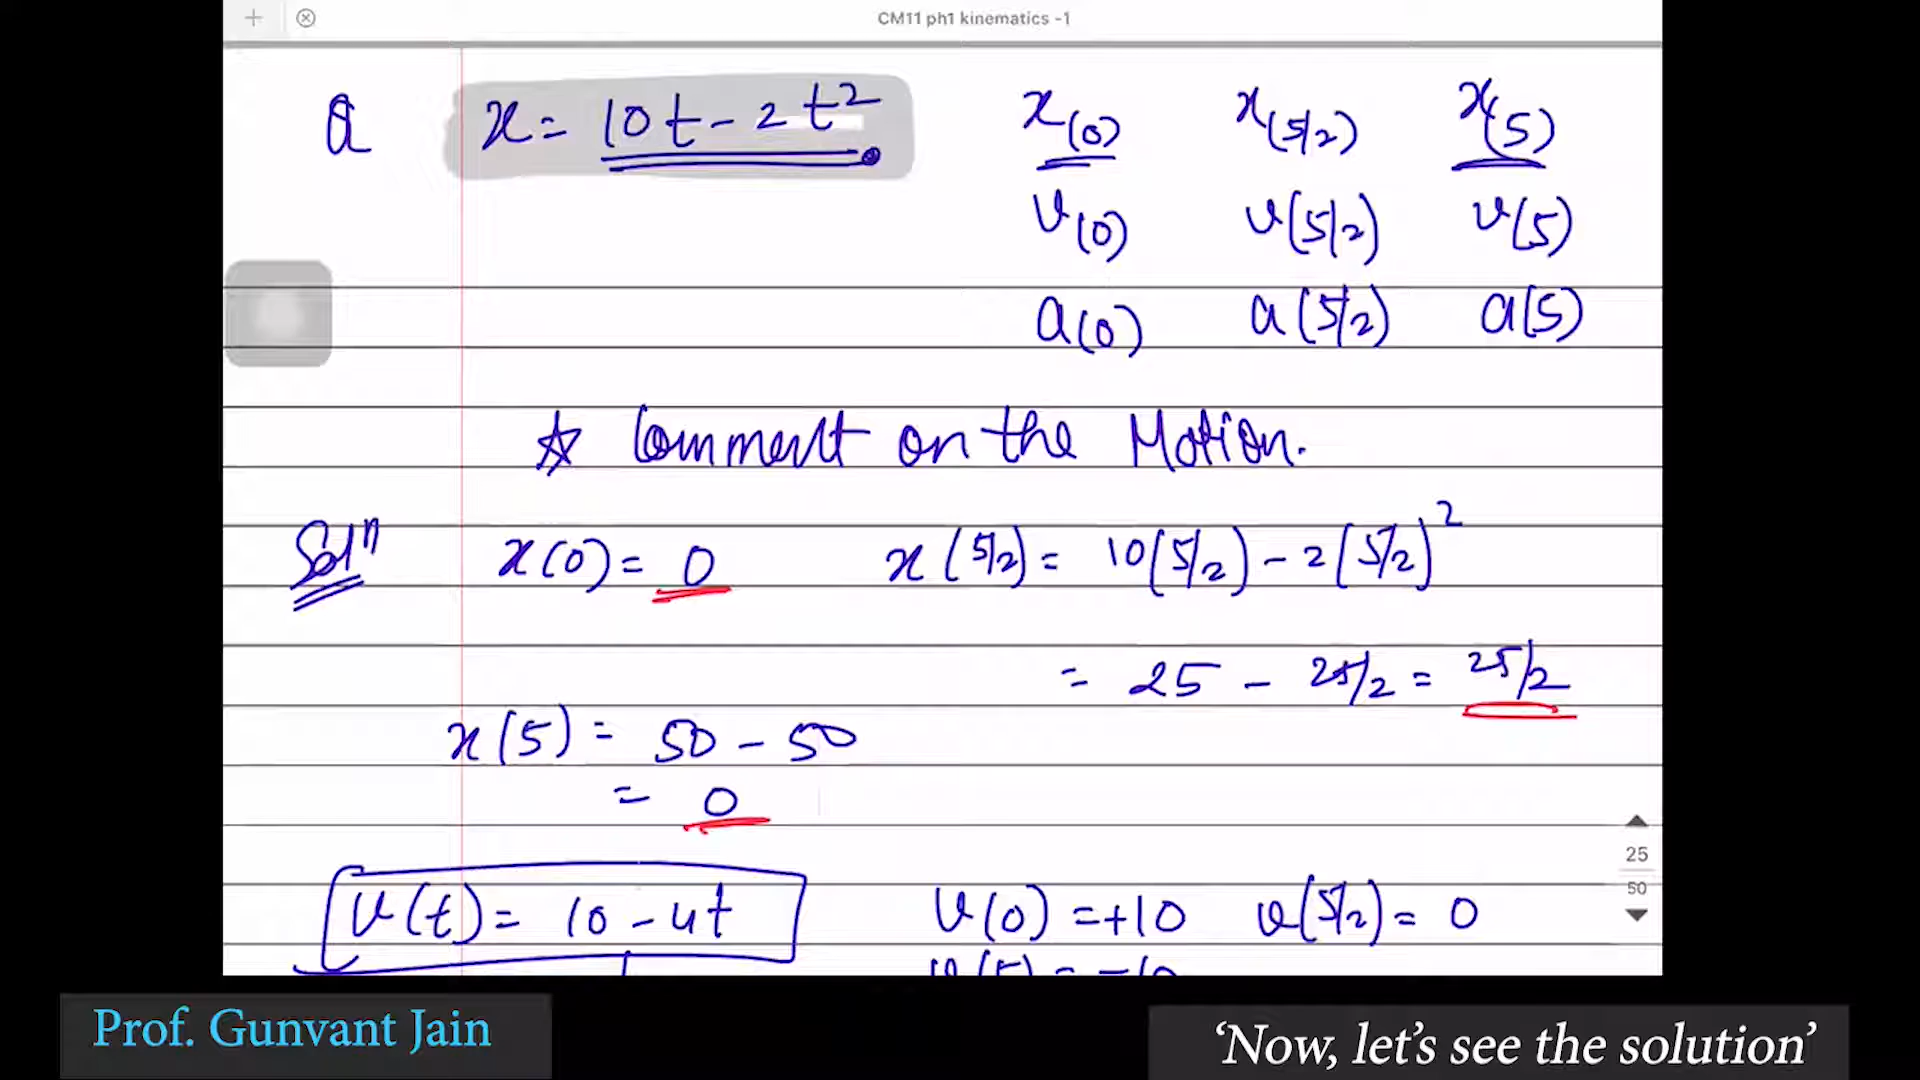 CM11 ph1 kinematics -1
Q x = 10t - 2t² x(0) x(5/2) x(5)
v(0) v(5/2) v(5)
a(0) a(5/2) a(5)
☆ Comment on the Motion.
Solⁿ x(0) = 0 x(5/2) = 10(5/2) - 2(5/2)²
= 25 - 25/2 = 25/2
x(5) = 50 - 50
= 0
25
50
v(t) = 10 - 4t v(0) = +10 v(5/2) = 0
v(5) = -10
Prof. Gunvant Jain
‘Now, let’s see the solution’